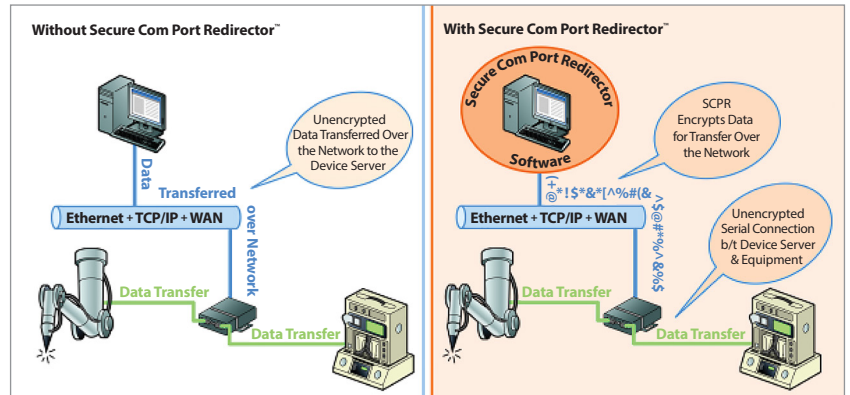 Without Secure Com Port Redirector™
Unencrypted
Data Transferred Over
the Network to the
Device Server
Data
Transferred
over Network
Ethernet + TCP/IP + WAN
Data Transfer
Data Transfer
With Secure Com Port Redirector™
Secure Com Port Redirector
Software
SCPR
Encrypts Data
for Transfer Over
the Network
@*!$*&*[^%#(&
^$@#*%^&%$
Ethernet + TCP/IP + WAN
Unencrypted
Serial Connection
b/t Device Server
& Equipment
Data Transfer
Data Transfer